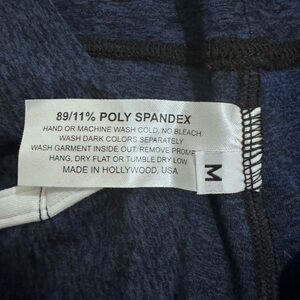 89/11% POLY SPANDEX
HAND OR MACHINE WASH COLD, NO BLEACH
WASH DARK COLORS SEPARATELY
WASH GARMENT INSIDE OUT, REMOVE
HANG, DRY FLAT OR TUMBLE DRY LOW
MADE IN HOLLYWOOD, USA
M